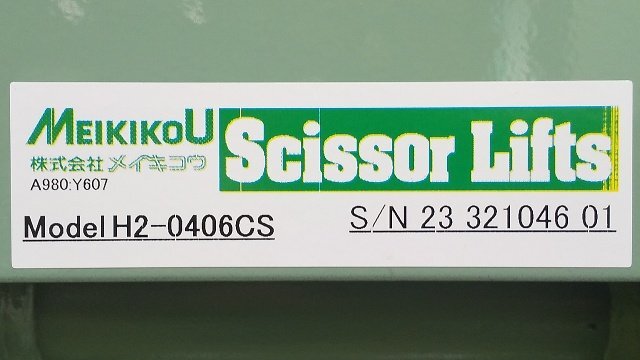 MEIKIKOU
株式会社 メイキコウ
A980:Y607
Scissor Lifts
Model H2-0406CS
S/N 23 321046 01